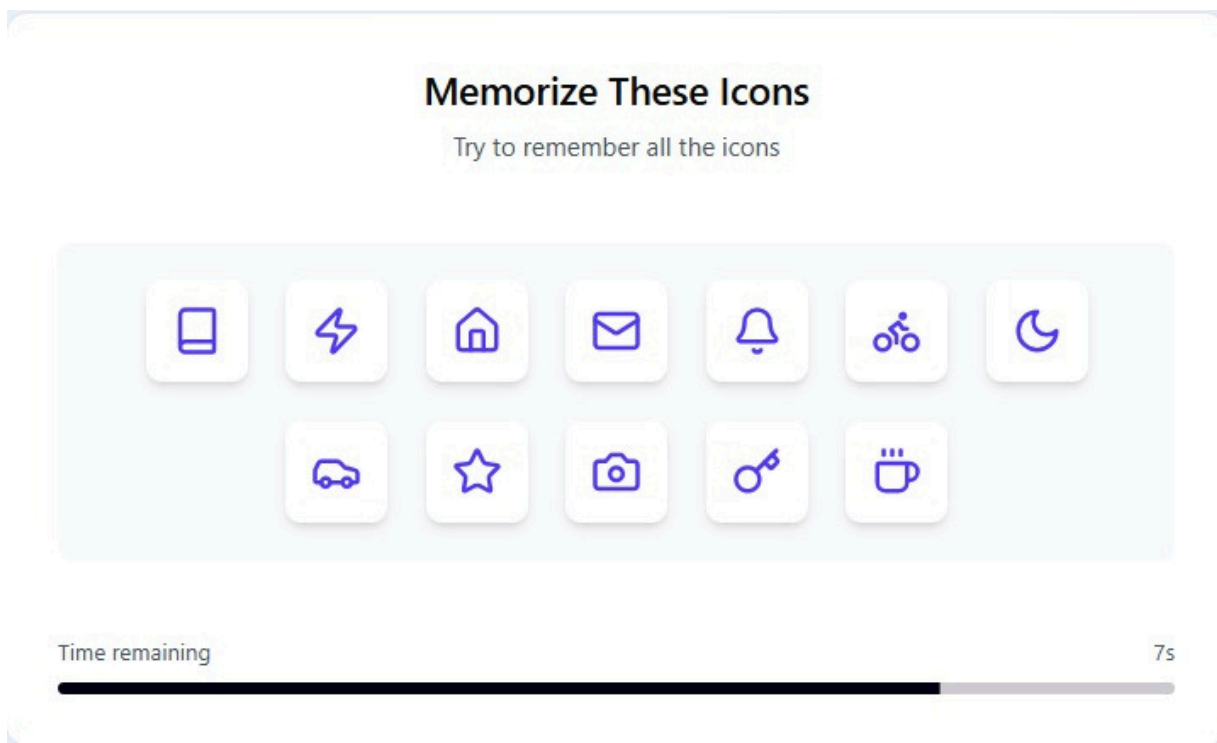 Memorize These Icons
Try to remember all the icons
Time remaining
7s